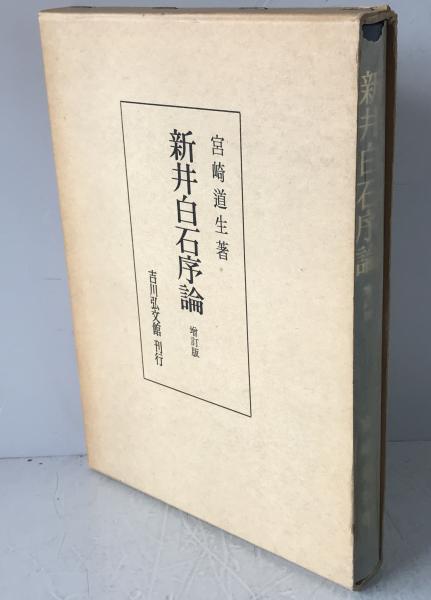 宮崎道生著
新井白石序論 増訂版
吉川弘文館 刊行
新井白石序論